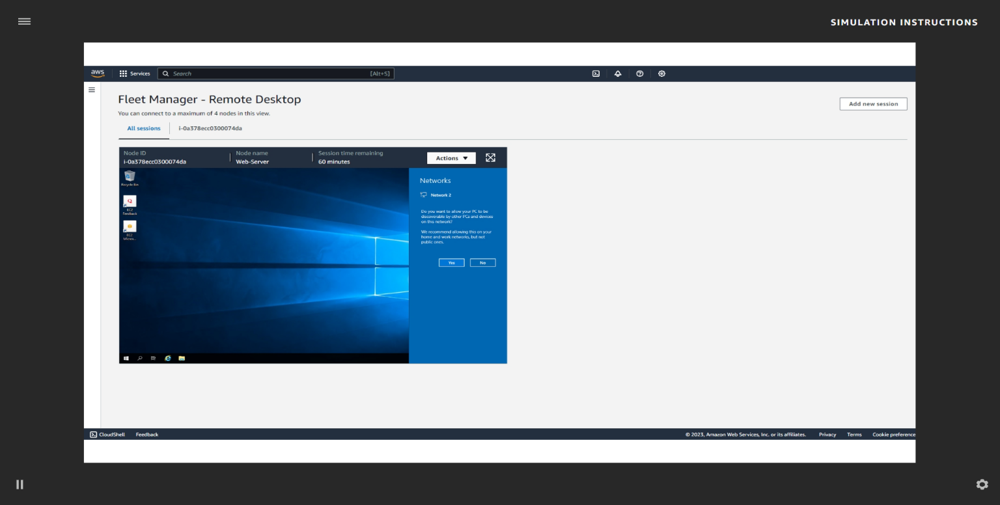 SIMULATION INSTRUCTIONS
aws
Services
Search
[Alt+S]
Fleet Manager - Remote Desktop
You can connect to a maximum of 4 nodes in this view.
Add new session
All sessions
i-0a378ecc0300074da
Node ID
i-0a378ecc0300074da
Node name
Web-Server
Session time remaining
60 minutes
Actions
Recycle Bin
EC2
Feedback
EC2
Micros...
Networks
Network 2
Do you want to allow your PC to be
discoverable by other PCs and devices
on this network?
We recommend allowing this on your
home and work networks, but not
public ones.
Yes
No
CloudShell
Feedback
© 2023, Amazon Web Services, Inc. or its affiliates.
Privacy
Terms
Cookie preference